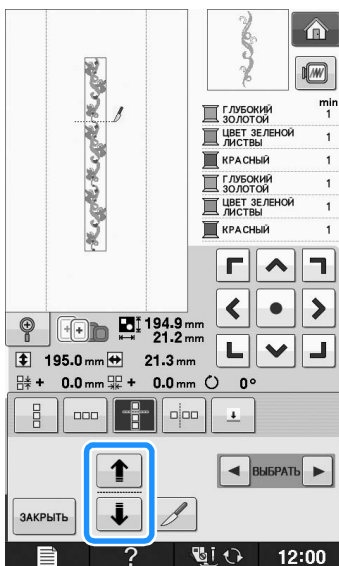 min
ГЛУБОКИЙ
ЗОЛОТОЙ
1
ЦВЕТ ЗЕЛЕНОЙ
ЛИСТВЫ
1
КРАСНЫЙ
1
ГЛУБОКИЙ
ЗОЛОТОЙ
1
ЦВЕТ ЗЕЛЕНОЙ
ЛИСТВЫ
1
КРАСНЫЙ
1
194.9 mm
21.2 mm
195.0 mm 21.3 mm
+ 0.0 mm + 0.0 mm 0°
ВЫБРАТЬ
ЗАКРЫТЬ
? 12:00